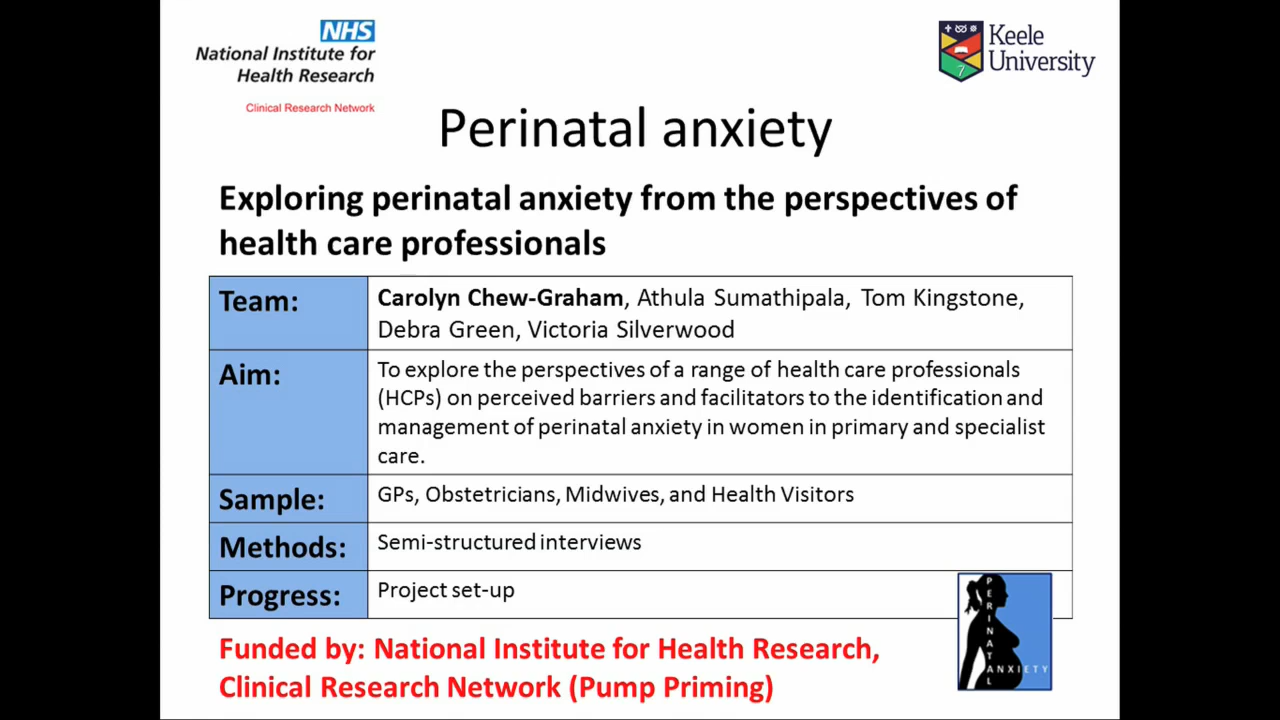 NHS
National Institute for
Health Research
Clinical Research Network
Keele
University
Perinatal anxiety
Exploring perinatal anxiety from the perspectives of
health care professionals
Team:
Carolyn Chew-Graham, Athula Sumathipala, Tom Kingstone,
Debra Green, Victoria Silverwood
Aim:
To explore the perspectives of a range of health care professionals
(HCPs) on perceived barriers and facilitators to the identification and
management of perinatal anxiety in women in primary and specialist
care.
Sample:
GPs, Obstetricians, Midwives, and Health Visitors
Methods:
Semi-structured interviews
Progress:
Project set-up
PERINATAL
ANXIETY
Funded by: National Institute for Health Research,
Clinical Research Network (Pump Priming)